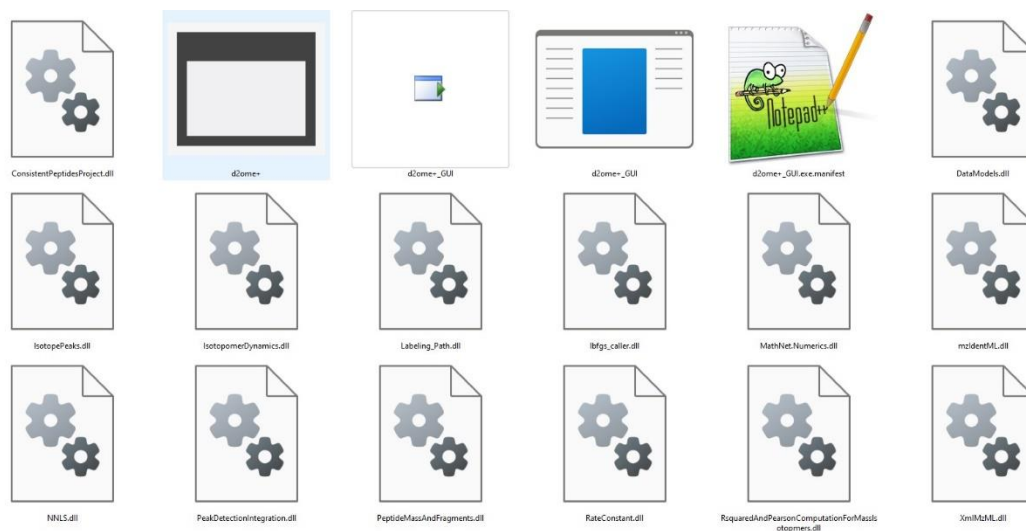 Notepad++
ConsistentPeptidesProject.dll
d2ome+
d2ome+_GUI
d2ome+_GUI
d2ome+_GUI.exe.manifest
DataModels.dll
IsotopePeaks.dll
IsotopomerDynamics.dll
Labeling_Path.dll
lbfgs_caller.dll
MathNet.Numerics.dll
mzIdentML.dll
NNLS.dll
PeakDetectionIntegration.dll
PeptideMassAndFragments.dll
RateConstant.dll
RsquaredAndPearsonComputationForMassIs
otopomers.dll
XmlMzML.dll